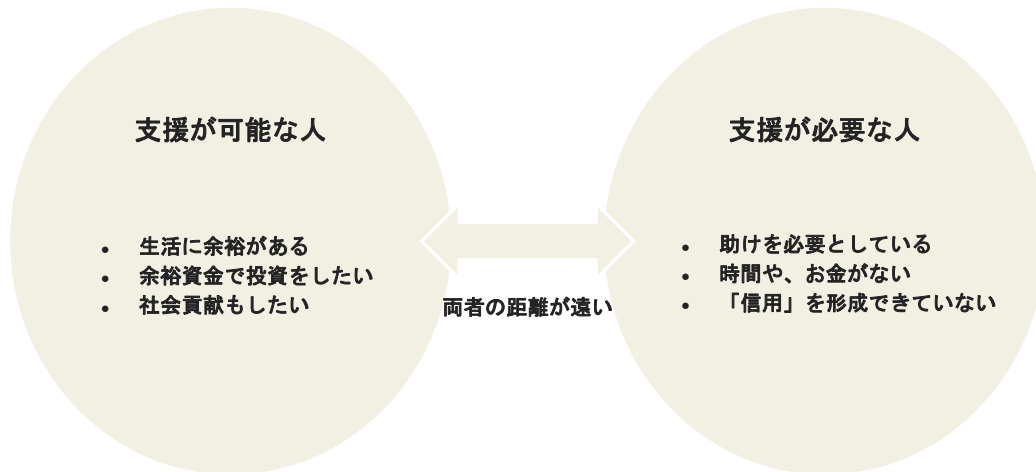 支援が可能な人
• 生活に余裕がある
• 余裕資金で投資をしたい
• 社会貢献もしたい
両者の距離が遠い
支援が必要な人
• 助けを必要としている
• 時間や、お金がない
• 「信用」を形成できていない